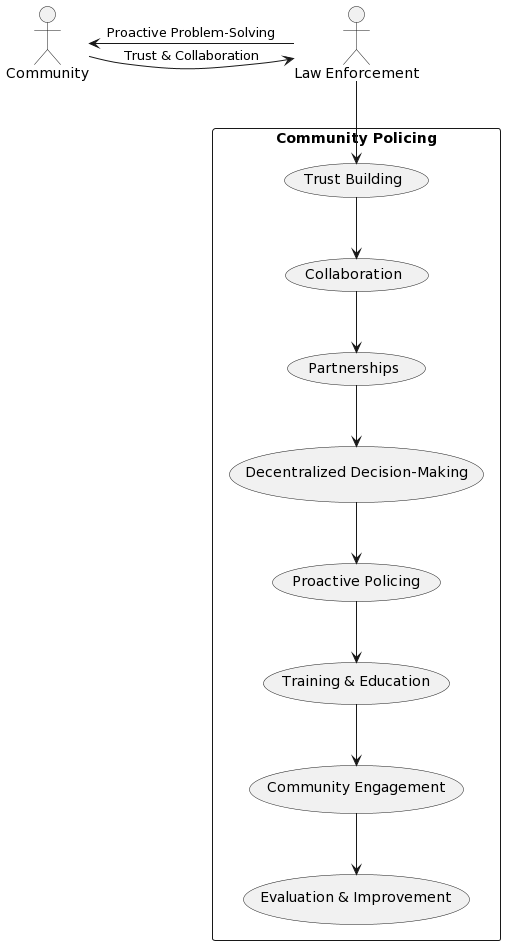 Proactive Problem-Solving
Trust & Collaboration
Community
Law Enforcement
Community Policing
Trust Building
Collaboration
Partnerships
Decentralized Decision-Making
Proactive Policing
Training & Education
Community Engagement
Evaluation & Improvement